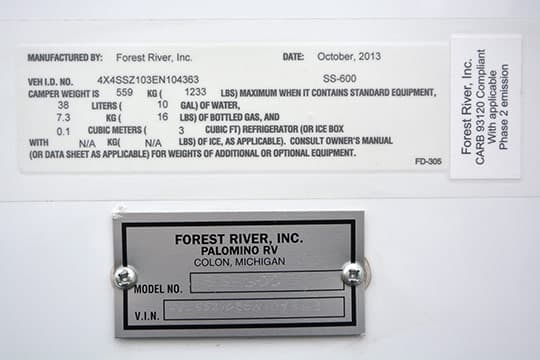 MANUFACTURED BY: Forest River, Inc. DATE: October, 2013
VEH I.D. NO. 4X4SSZ103EN104363 SS-600
CAMPER WEIGHT IS 559 KG ( 1233 LBS) MAXIMUM WHEN IT CONTAINS STANDARD EQUIPMENT,
38 LITERS ( 10 GAL) OF WATER,
7.3 KG ( 16 LBS) OF BOTTLED GAS, AND
0.1 CUBIC METERS ( 3 CUBIC FT) REFRIGERATOR (OR ICE BOX
WITH N/A KG( N/A LBS) OF ICE, AS APPLICABLE). CONSULT OWNER'S MANUAL
(OR DATA SHEET AS APPLICABLE) FOR WEIGHTS OF ADDITIONAL OR OPTIONAL EQUIPMENT.
FD-305
Forest River, Inc.
CARB 93120 Compliant
With applicable
Phase 2 emission
FOREST RIVER, INC.
PALOMINO RV
COLON, MICHIGAN
MODEL NO.
V.I.N.